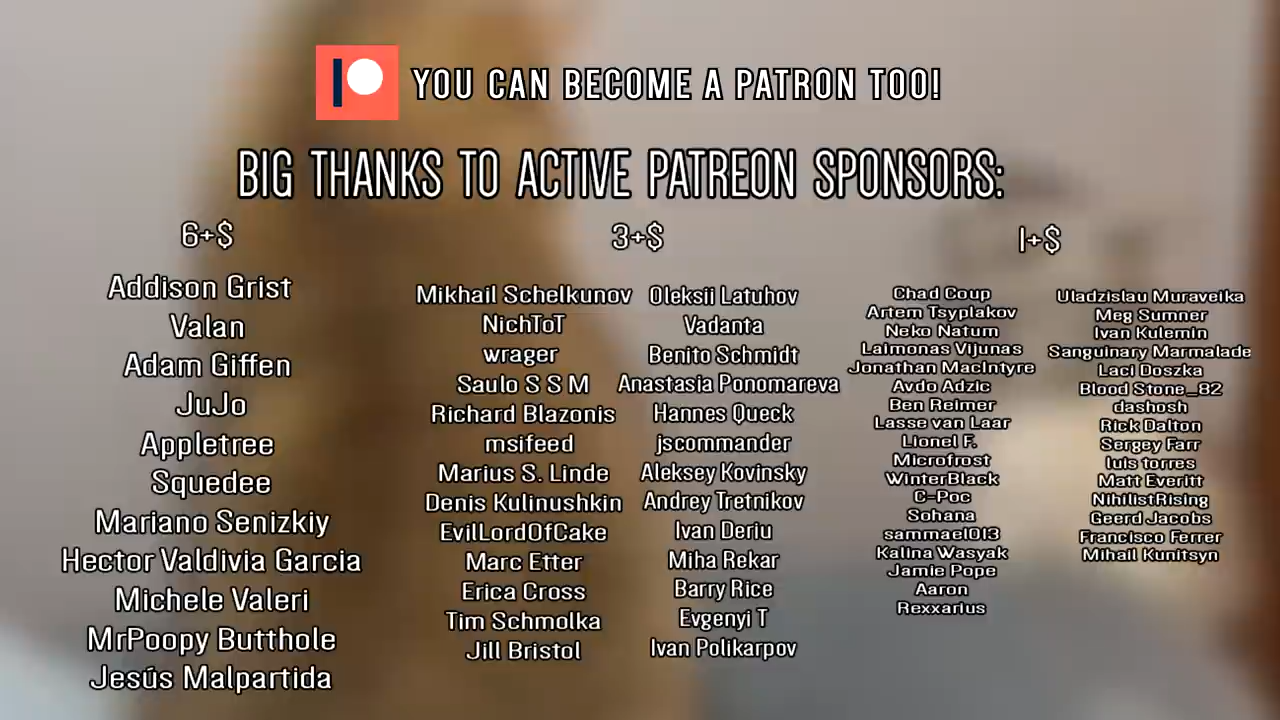 YOU CAN BECOME A PATRON TOO!
BIG THANKS TO ACTIVE PATREON SPONSORS:
6+$
Addison Grist
Valan
Adam Giffen
JuJo
Appletree
Squedee
Mariano Senizkiy
Hector Valdivia Garcia
Michele Valeri
MrPoopy Butthole
Jesús Malpartida
3+$
Mikhail Schelkunov
NichToT
wrager
Saulo S S M
Richard Blazonis
msifeed
Marius S. Linde
Denis Kulinushkin
EvilLordOfCake
Marc Etter
Erica Cross
Tim Schmolka
Jill Bristol
Oleksii Latuhov
Vadanta
Benito Schmidt
Anastasia Ponomareva
Hannes Queck
jscommander
Aleksey Kovinsky
Andrey Tretnikov
Ivan Deriu
Miha Rekar
Barry Rice
Evgenyi T
Ivan Polikarpov
1+$
Chad Coup
Artem Tsyplakov
Neko Natum
Laimonas Vijunas
Jonathan MacIntyre
Avdo Adzic
Ben Reimer
Lasse van Laar
Lionel F.
Microfrost
WinterBlack
C-Poc
Sohana
sammael013
Kalina Wasyak
Jamie Pope
Aaron
Rexxarius
Uladzislau Muraveika
Meg Sumner
Ivan Kulemin
Sanguinary Marmalade
Laci Doszka
Blood Stone_82
dashosh
Rick Dalton
Sergey Farr
luis torres
Matt Everitt
NihilistRising
Geerd Jacobs
Francisco Ferrer
Mihail Kunitsyn